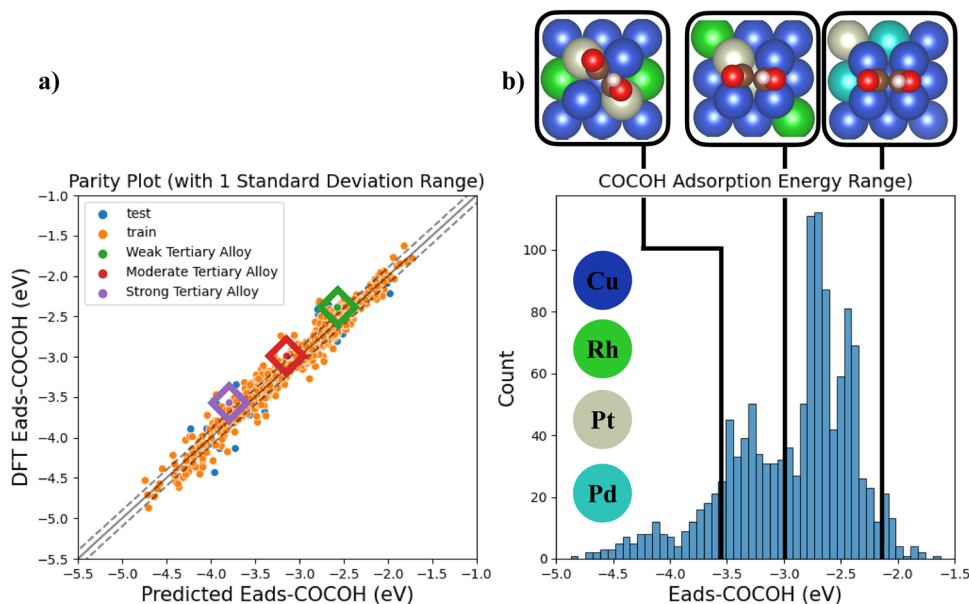 a)
Parity Plot (with 1 Standard Deviation Range)
test
train
Weak Tertiary Alloy
Moderate Tertiary Alloy
Strong Tertiary Alloy
DFT Eads-COCOH (eV)
−1.0
−1.5
−2.0
−2.5
−3.0
−3.5
−4.0
−4.5
−5.0
−5.5
−5.5 −5.0 −4.5 −4.0 −3.5 −3.0 −2.5 −2.0 −1.5 −1.0
Predicted Eads-COCOH (eV)
b)
COCOH Adsorption Energy Range)
Cu
Rh
Pt
Pd
Count
100
80
60
40
20
0
−5.0 −4.5 −4.0 −3.5 −3.0 −2.5 −2.0 −1.5
Eads-COCOH (eV)